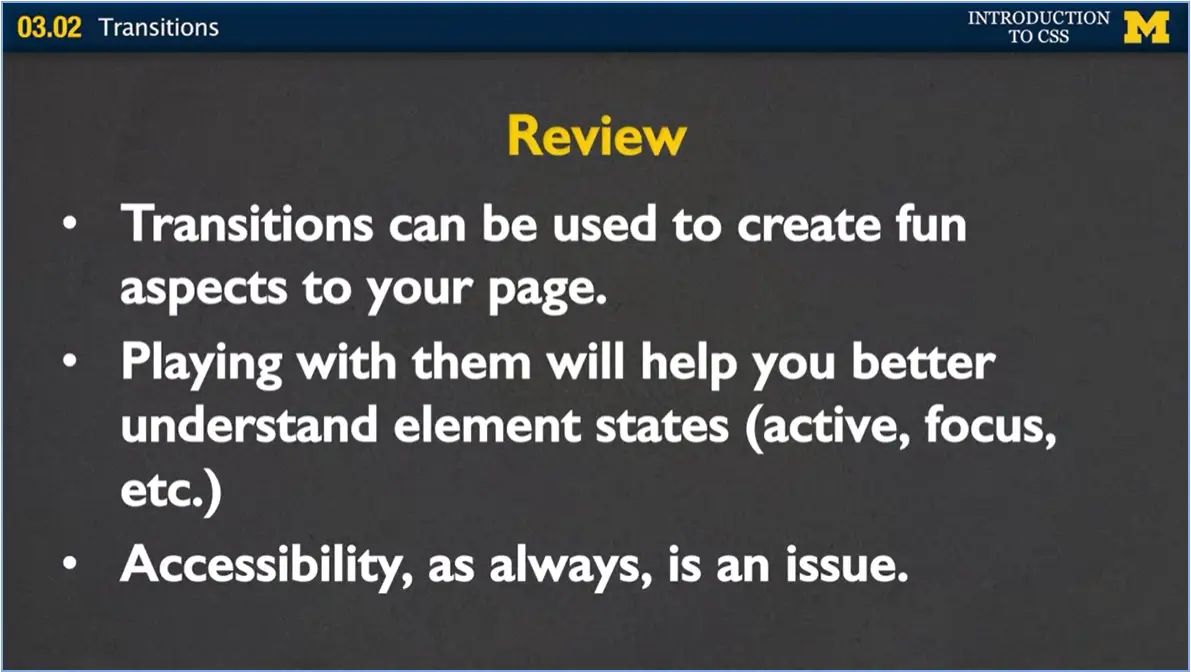 03.02 Transitions
INTRODUCTION
TO CSS
M
Review
• Transitions can be used to create fun
aspects to your page.
• Playing with them will help you better
understand element states (active, focus,
etc.)
• Accessibility, as always, is an issue.